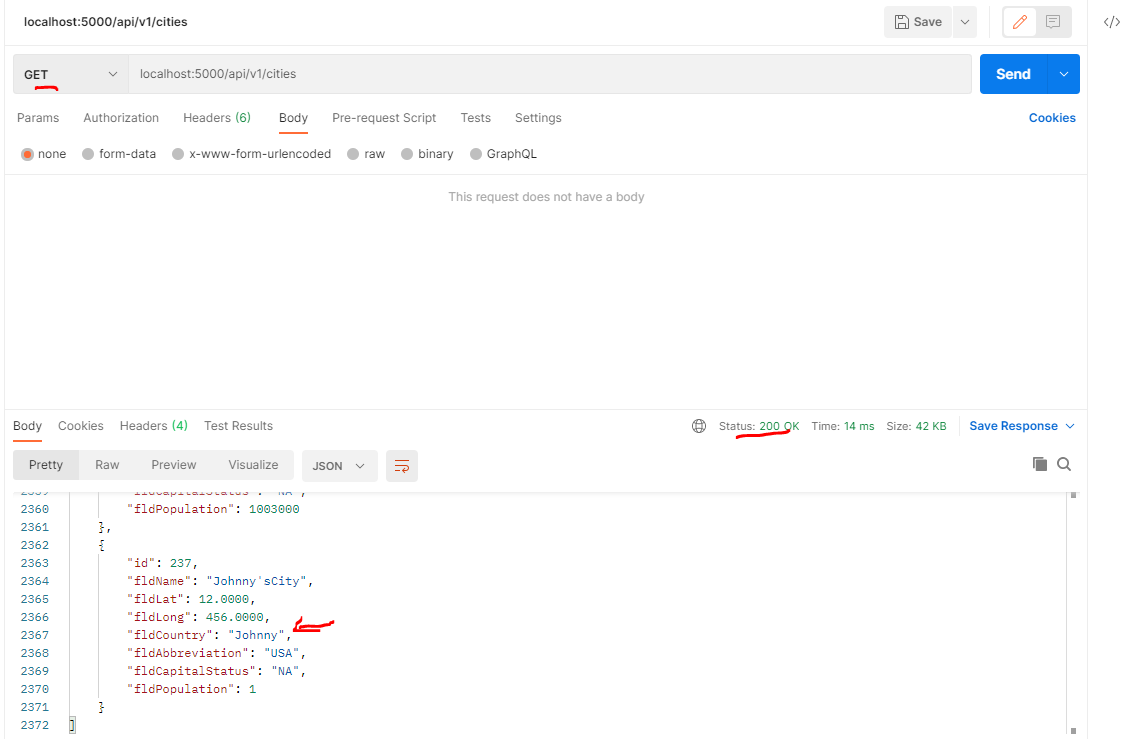 localhost:5000/api/v1/cities
Save
</>
GET
localhost:5000/api/v1/cities
Send
Params Authorization Headers (6) Body Pre-request Script Tests Settings Cookies
none form-data x-www-form-urlencoded raw binary GraphQL
This request does not have a body
Body Cookies Headers (4) Test Results Status: 200 OK Time: 14 ms Size: 42 KB Save Response
Pretty Raw Preview Visualize JSON
2359 "fldCapitalStatus": "NA",
2360 "fldPopulation": 1003000
2361 },
2362 {
2363 "id": 237,
2364 "fldName": "Johnny'sCity",
2365 "fldLat": 12.0000,
2366 "fldLong": 456.0000,
2367 "fldCountry": "Johnny",
2368 "fldAbbreviation": "USA",
2369 "fldCapitalStatus": "NA",
2370 "fldPopulation": 1
2371 }
2372 ]